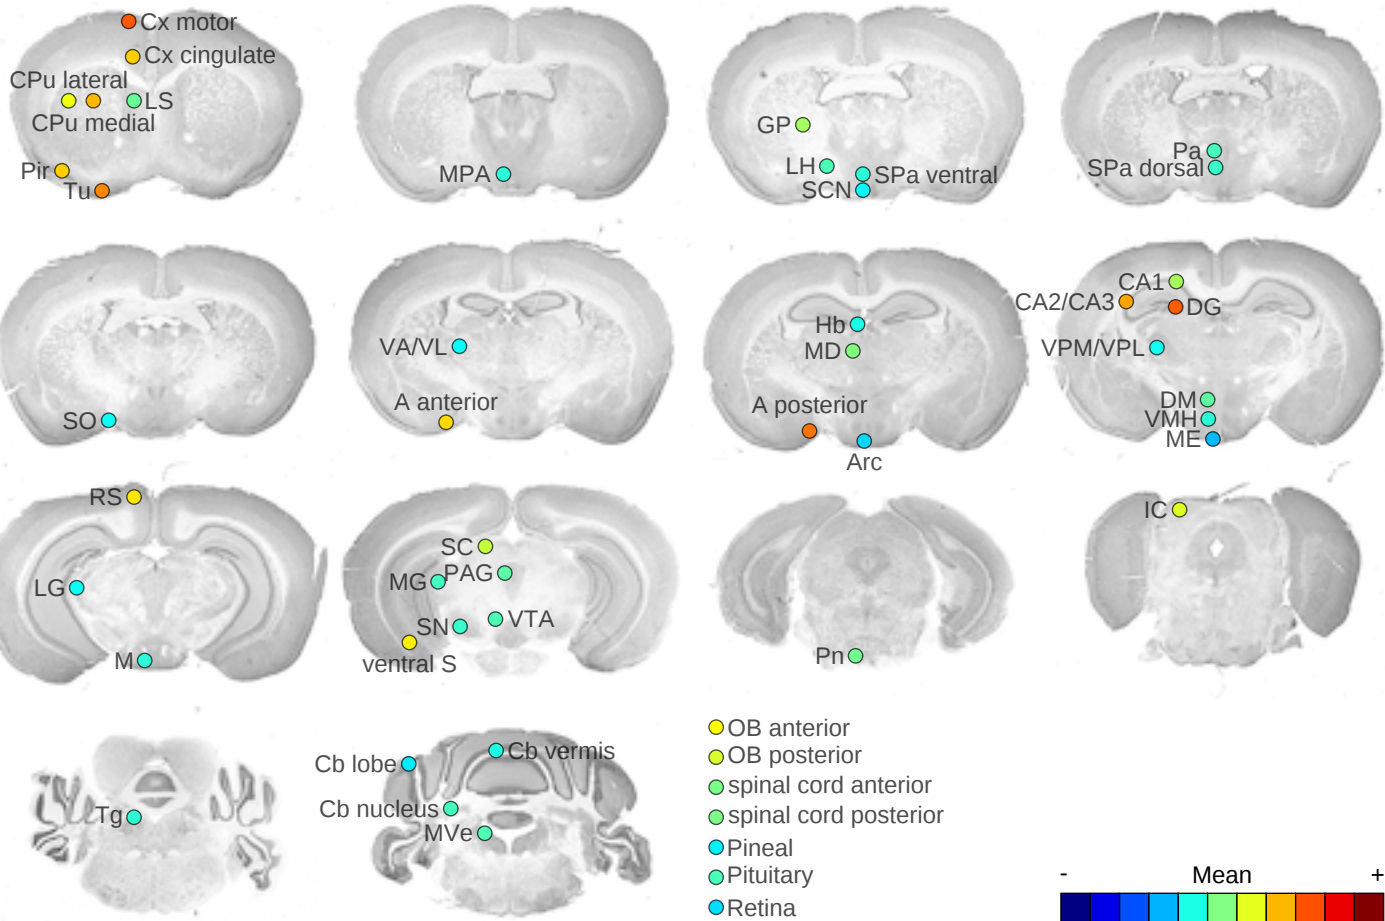 Cx motor
Cx cingulate
CPu lateral
LS
CPu medial
Pir
Tu
MPA
GP
LH
SPa ventral
SCN
Pa
SPa dorsal
SO
VA/VL
A anterior
Hb
MD
A posterior
Arc
CA1
CA2/CA3
DG
VPM/VPL
DM
VMH
ME
RS
LG
M
SC
PAG
MG
SN
VTA
ventral S
Pn
IC
Tg
Cb vermis
Cb lobe
Cb nucleus
MVe
OB anterior
OB posterior
spinal cord anterior
spinal cord posterior
Pineal
Pituitary
Retina
- Mean +